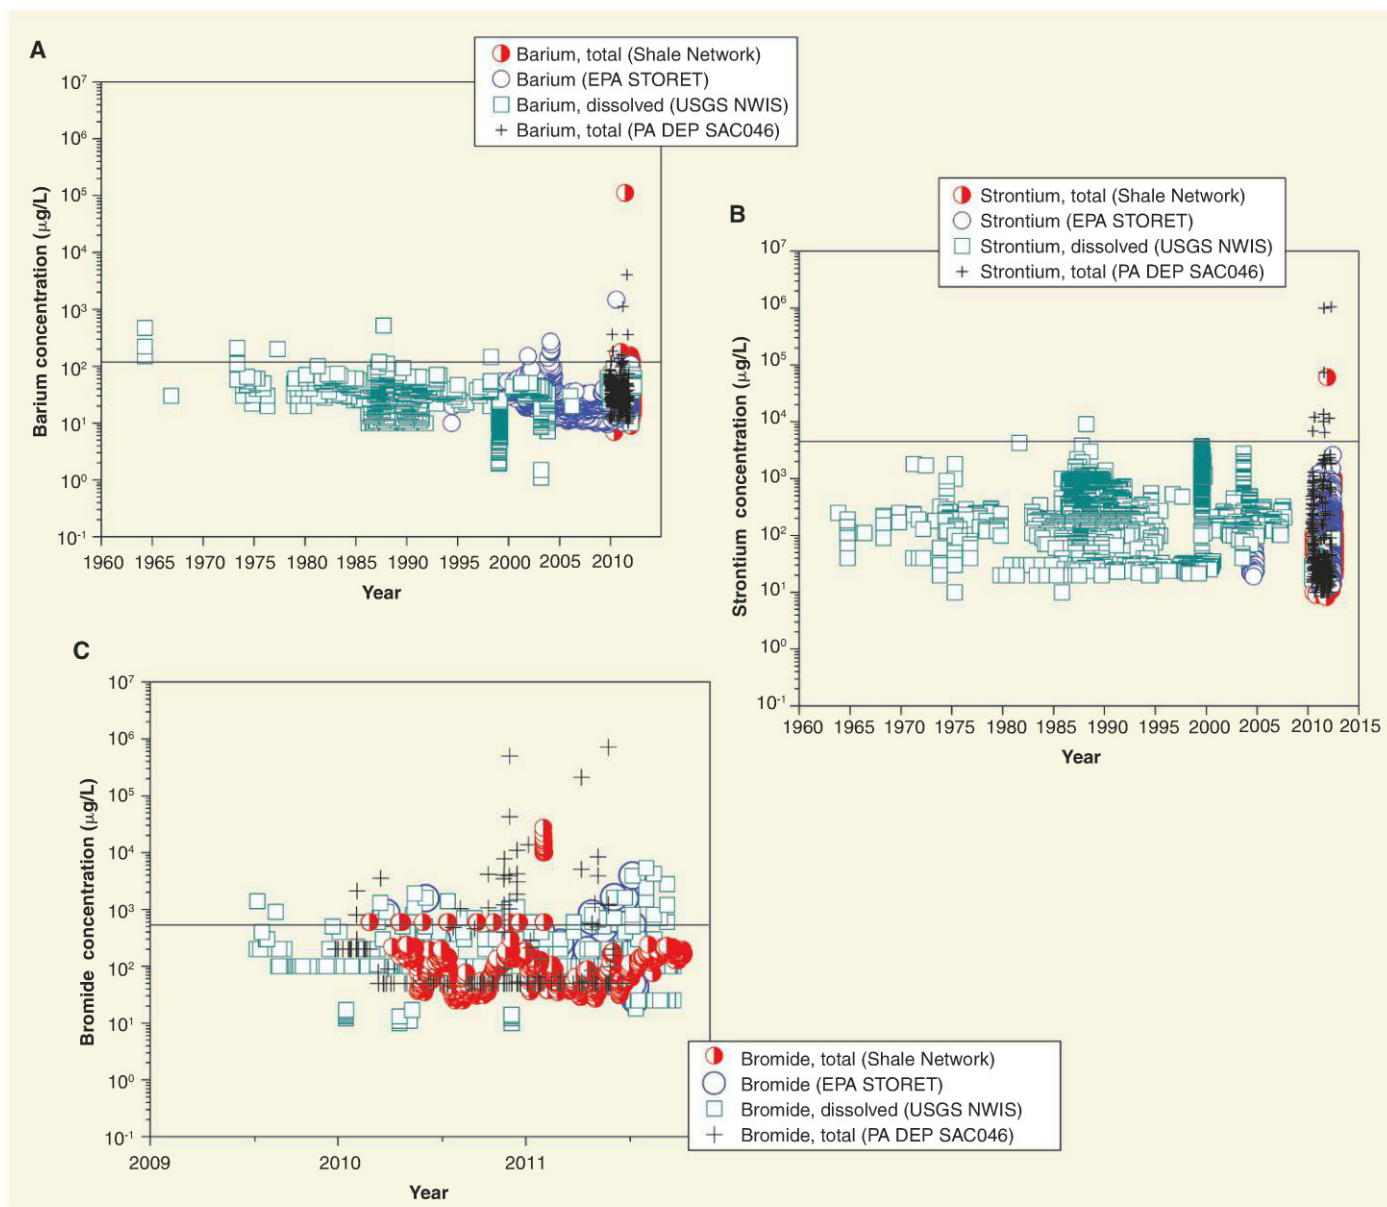 A
Barium, total (Shale Network)
Barium (EPA STORET)
Barium, dissolved (USGS NWIS)
Barium, total (PA DEP SAC046)
Barium concentration (μg/L)
10⁷
10⁶
10⁵
10⁴
10³
10²
10¹
10⁰
10⁻¹
1960 1965 1970 1975 1980 1985 1990 1995 2000 2005 2010
Year
B
Strontium, total (Shale Network)
Strontium (EPA STORET)
Strontium, dissolved (USGS NWIS)
Strontium, total (PA DEP SAC046)
Strontium concentration (μg/L)
10⁷
10⁶
10⁵
10⁴
10³
10²
10¹
10⁰
10⁻¹
1960 1965 1970 1975 1980 1985 1990 1995 2000 2005 2010 2015
Year
C
Bromide concentration (μg/L)
10⁷
10⁶
10⁵
10⁴
10³
10²
10¹
10⁰
10⁻¹
2009 2010 2011
Year
Bromide, total (Shale Network)
Bromide (EPA STORET)
Bromide, dissolved (USGS NWIS)
Bromide, total (PA DEP SAC046)